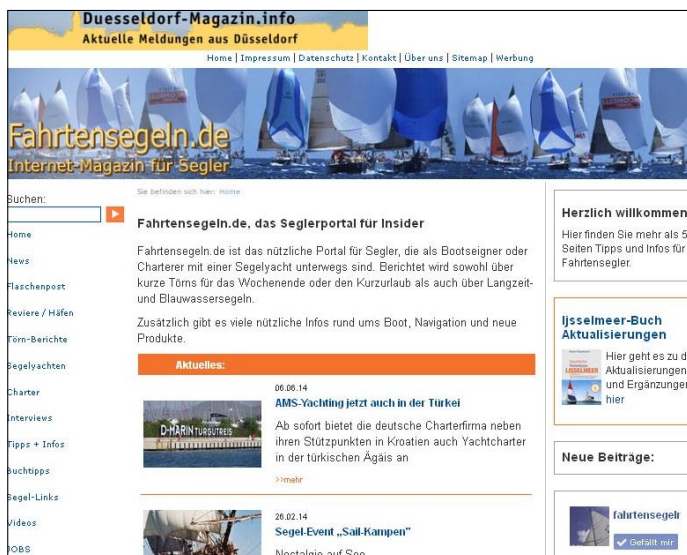 Duesseldorf-Magazin.info
Aktuelle Meldungen aus Düsseldorf
Home | Impressum | Datenschutz | Kontakt | Über uns | Sitemap | Werbung
Fahrtensegeln.de
Internet-Magazin für Segler
Suchen:
Home
News
Flaschenpost
Reviere / Häfen
Törn-Berichte
Segelyachten
Charter
Interviews
Tipps + Infos
Buchtipps
Segel-Links
Videos
JOBS
Sie befinden sich hier: Home
Fahrtensegeln.de, das Seglerportal für Insider
Fahrtensegeln.de ist das nützliche Portal für Segler, die als Bootseigner oder
Charterer mit einer Segelyacht unterwegs sind. Berichtet wird sowohl über
kurze Törns für das Wochenende oder den Kurzurlaub als auch über Langzeit-
und Blauwassersegeln.
Zusätzlich gibt es viele nützliche Infos rund ums Boot, Navigation und neue
Produkte.
Aktuelles:
06.06.14
AMS-Yachting jetzt auch in der Türkei
D-MARIN TURGUTREIS
Ab sofort bietet die deutsche Charterfirma neben
ihren Stützpunkten in Kroatien auch Yachtcharter
in der türkischen Ägäis an
>>mehr
26.02.14
Segel-Event „Sail-Kampen"
Nostalgie auf See
Herzlich willkommen
Hier finden Sie mehr als 5
Seiten Tipps und Infos für
Fahrtensegler.
Ijsselmeer-Buch
Aktualisierungen
IJSSELMEER
Hier geht es zu d
Aktualisierungen
und Ergänzungen
hier
Neue Beiträge:
fahrtensegeln
Gefällt mir